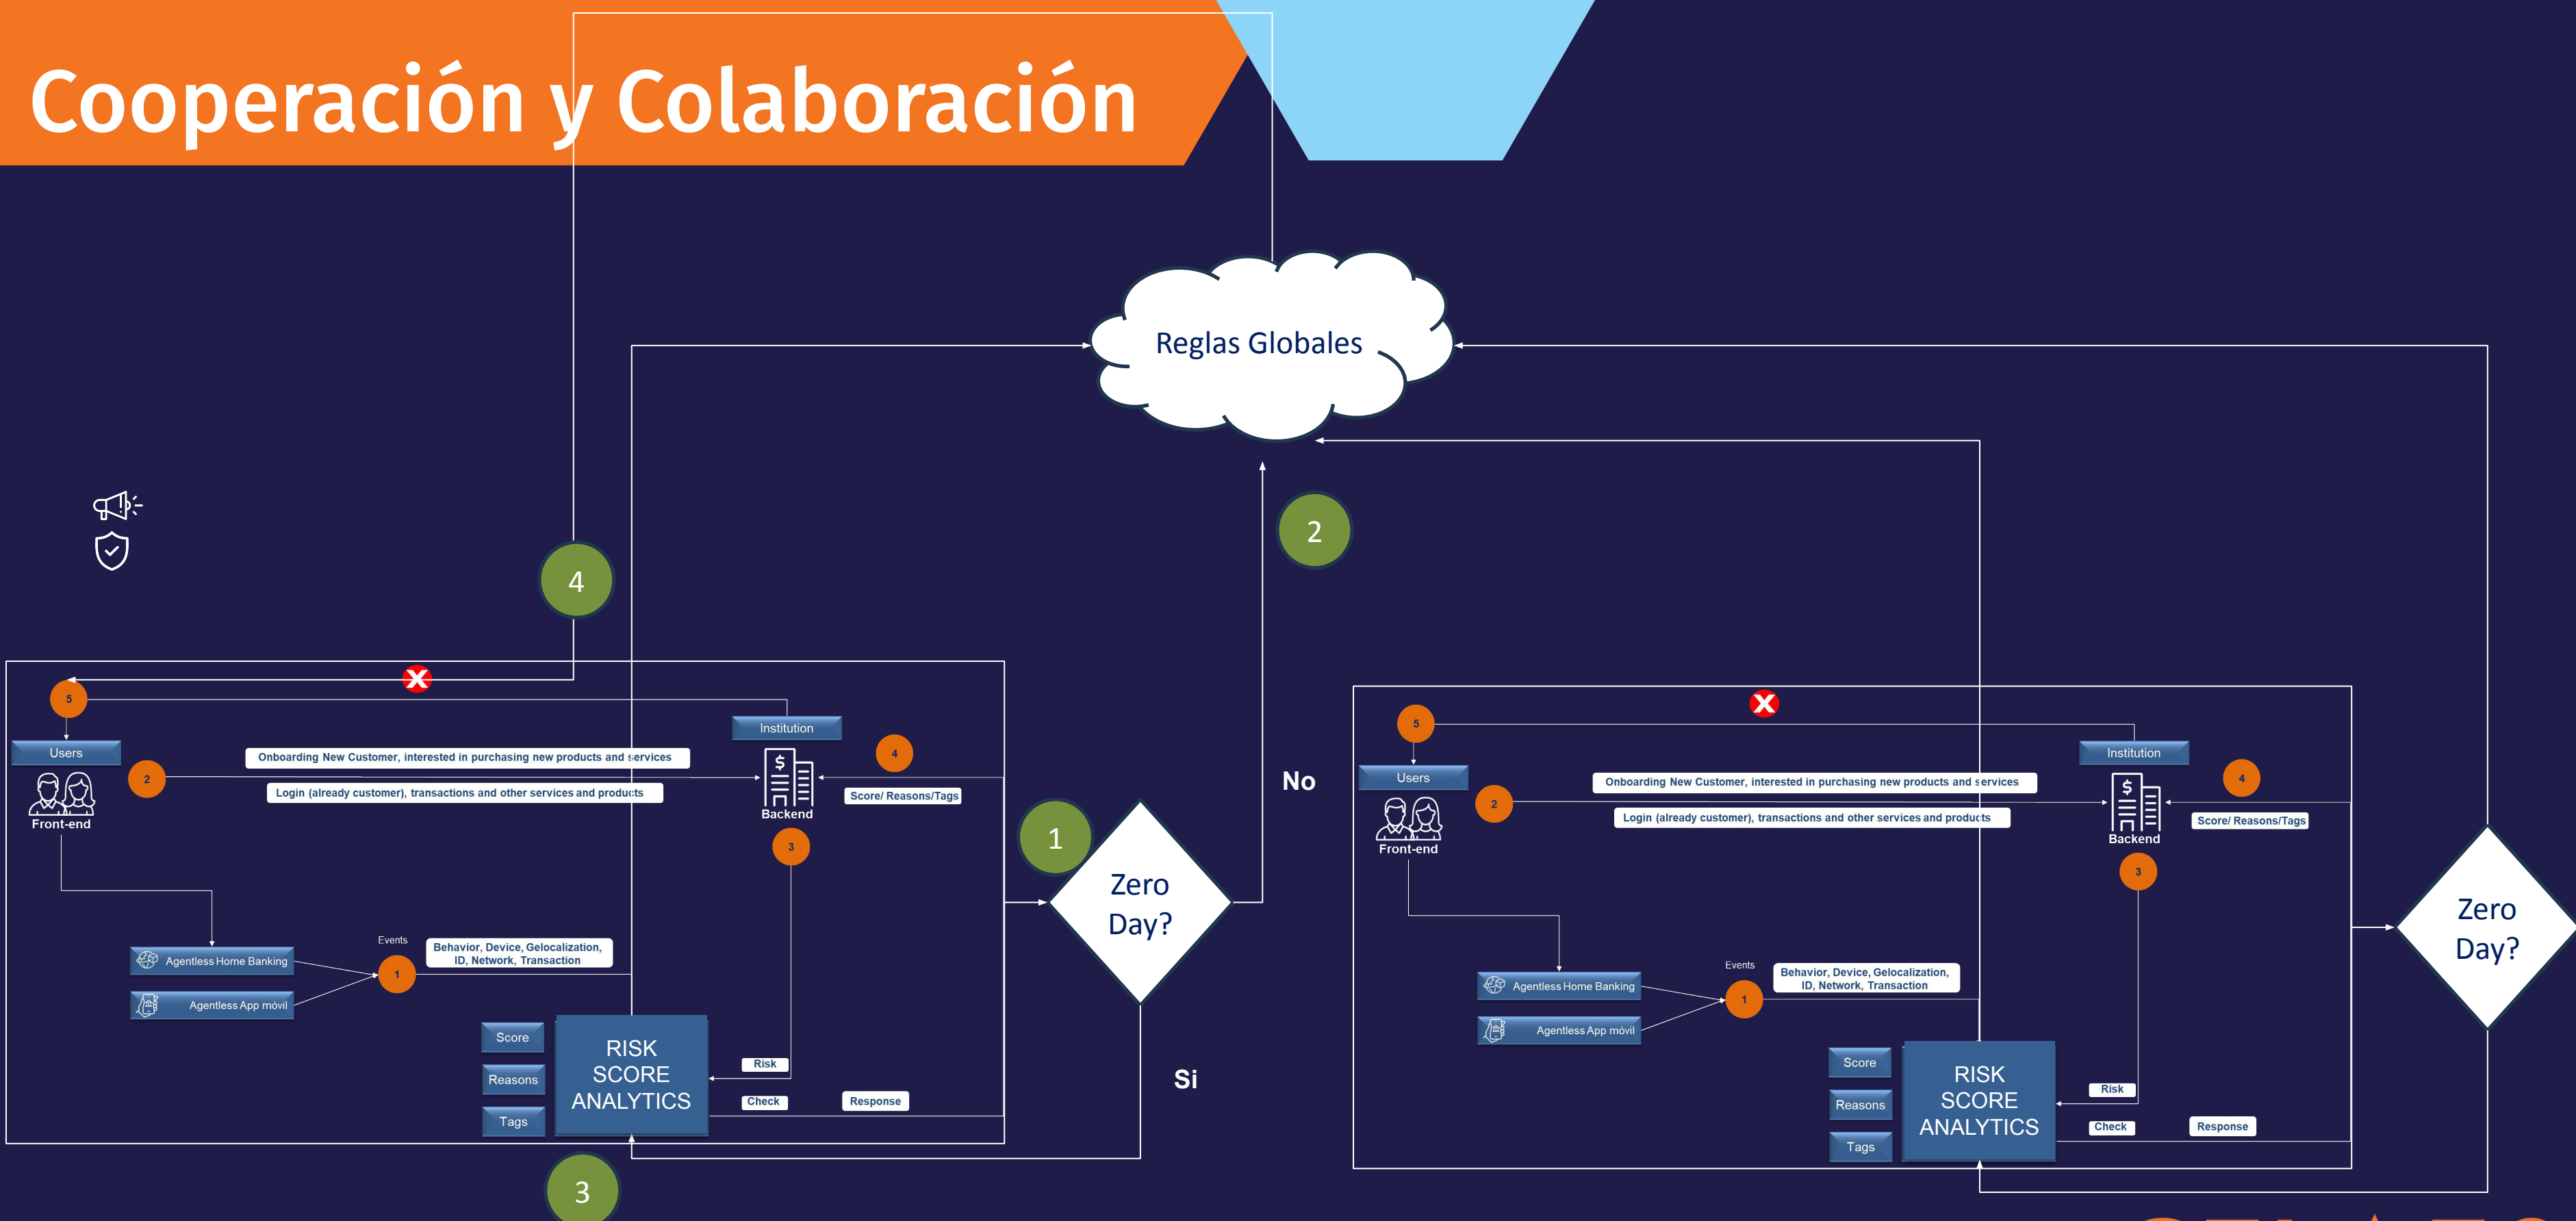 Cooperación y Colaboración
Reglas Globales
2
4
5
Institution
Users
4
2
Onboarding New Customer, interested in purchasing new products and services
Login (already customer), transactions and other services and products
Score/ Reasons/Tags
Front-end
Backend
3
Events
Behavior, Device, Gelocalization,
ID, Network, Transaction
Agentless Home Banking
1
Agentless App móvil
Score
Reasons
Tags
RISK
SCORE
ANALYTICS
Risk
Check
Response
3
1
Zero
Day?
No
Si
5
Institution
Users
4
2
Onboarding New Customer, interested in purchasing new products and services
Login (already customer), transactions and other services and products
Score/ Reasons/Tags
Front-end
Backend
3
Events
Behavior, Device, Gelocalization,
ID, Network, Transaction
Agentless Home Banking
1
Agentless App móvil
Score
Reasons
Tags
RISK
SCORE
ANALYTICS
Risk
Check
Response
Zero
Day?